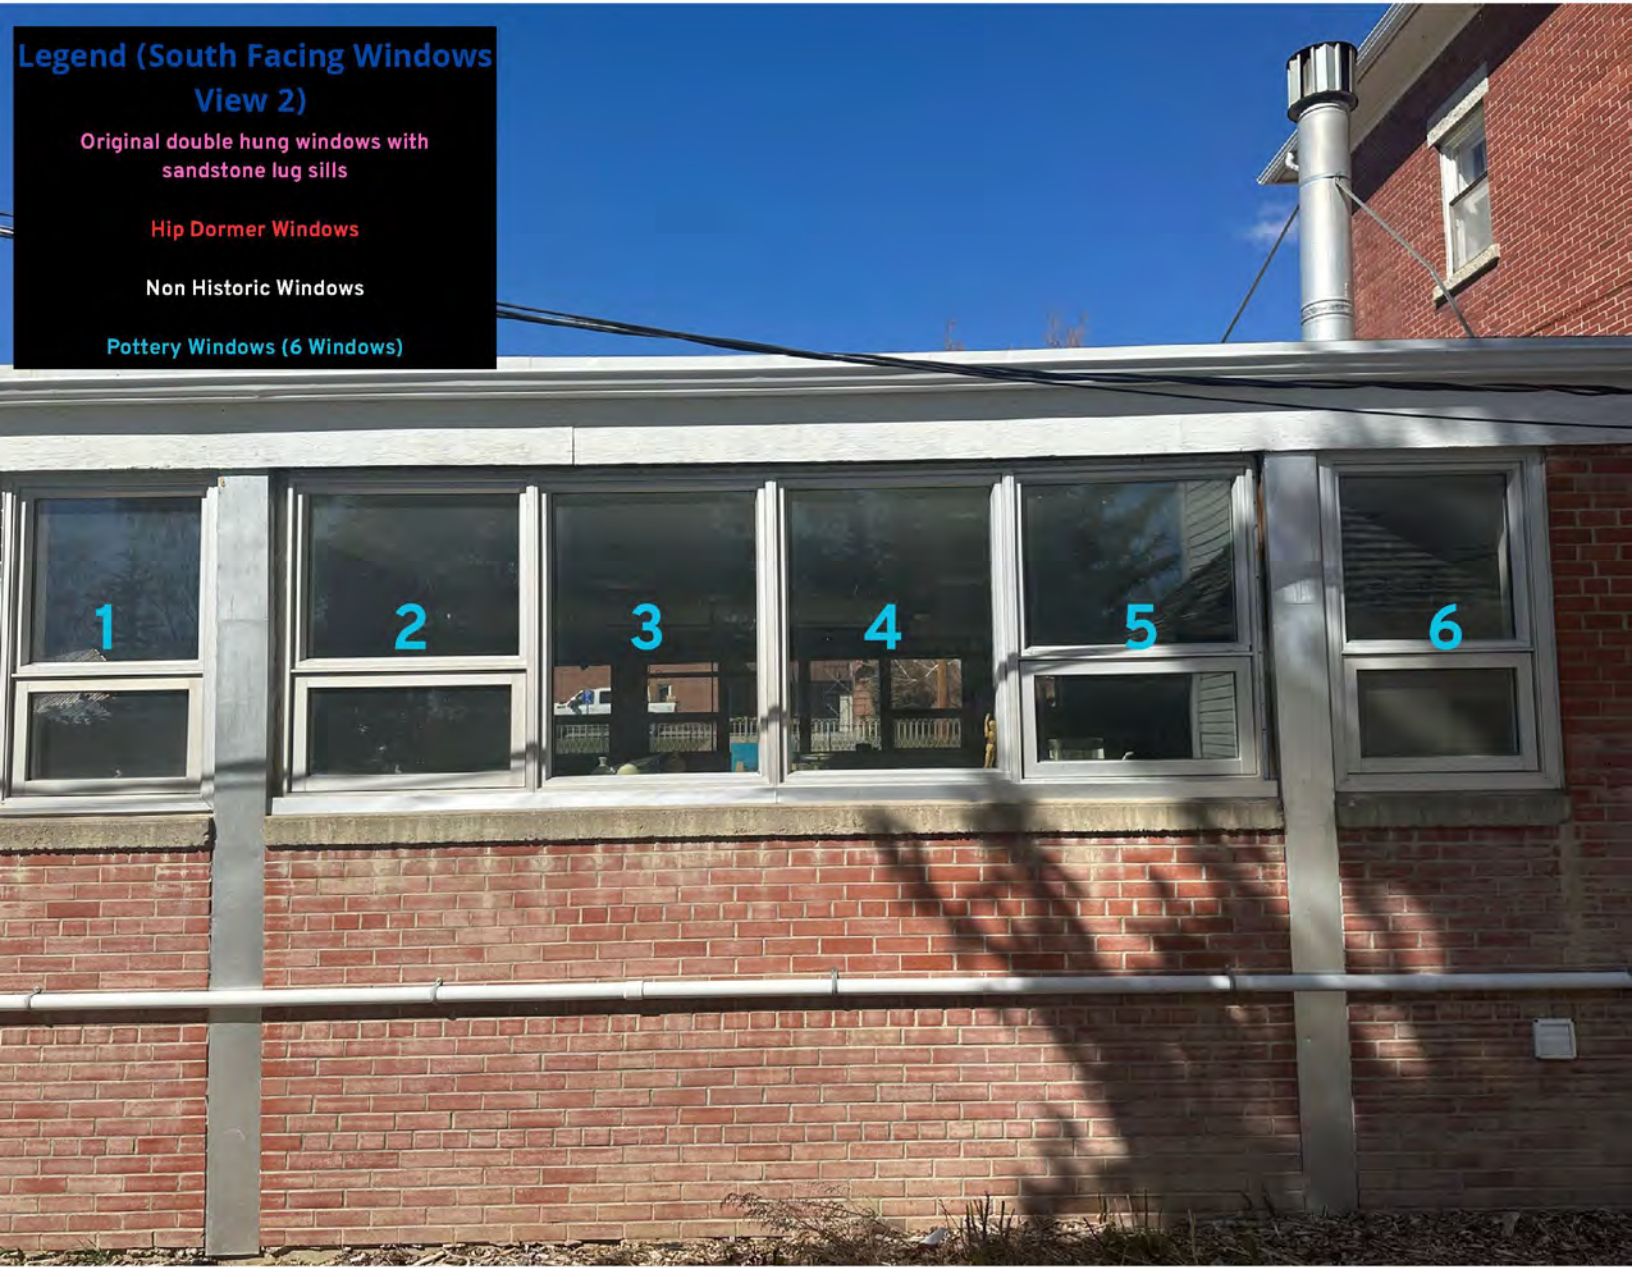 Legend (South Facing Windows
View 2)
Original double hung windows with
sandstone lug sills
Hip Dormer Windows
Non Historic Windows
Pottery Windows (6 Windows)
1
2
3
4
5
6